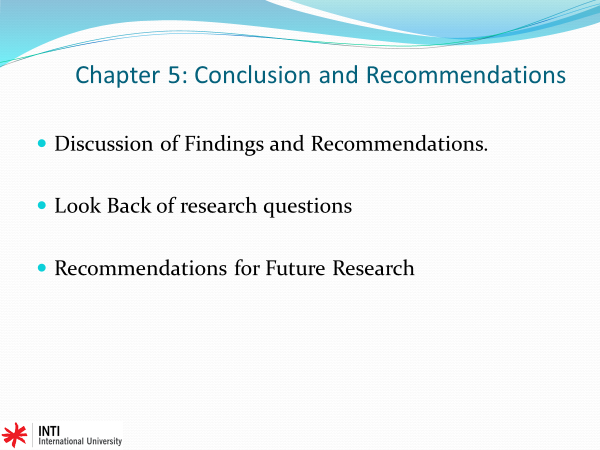 Chapter 5: Conclusion and Recommendations
Discussion of Findings and Recommendations.
Look Back of research questions
Recommendations for Future Research
INTI
International University